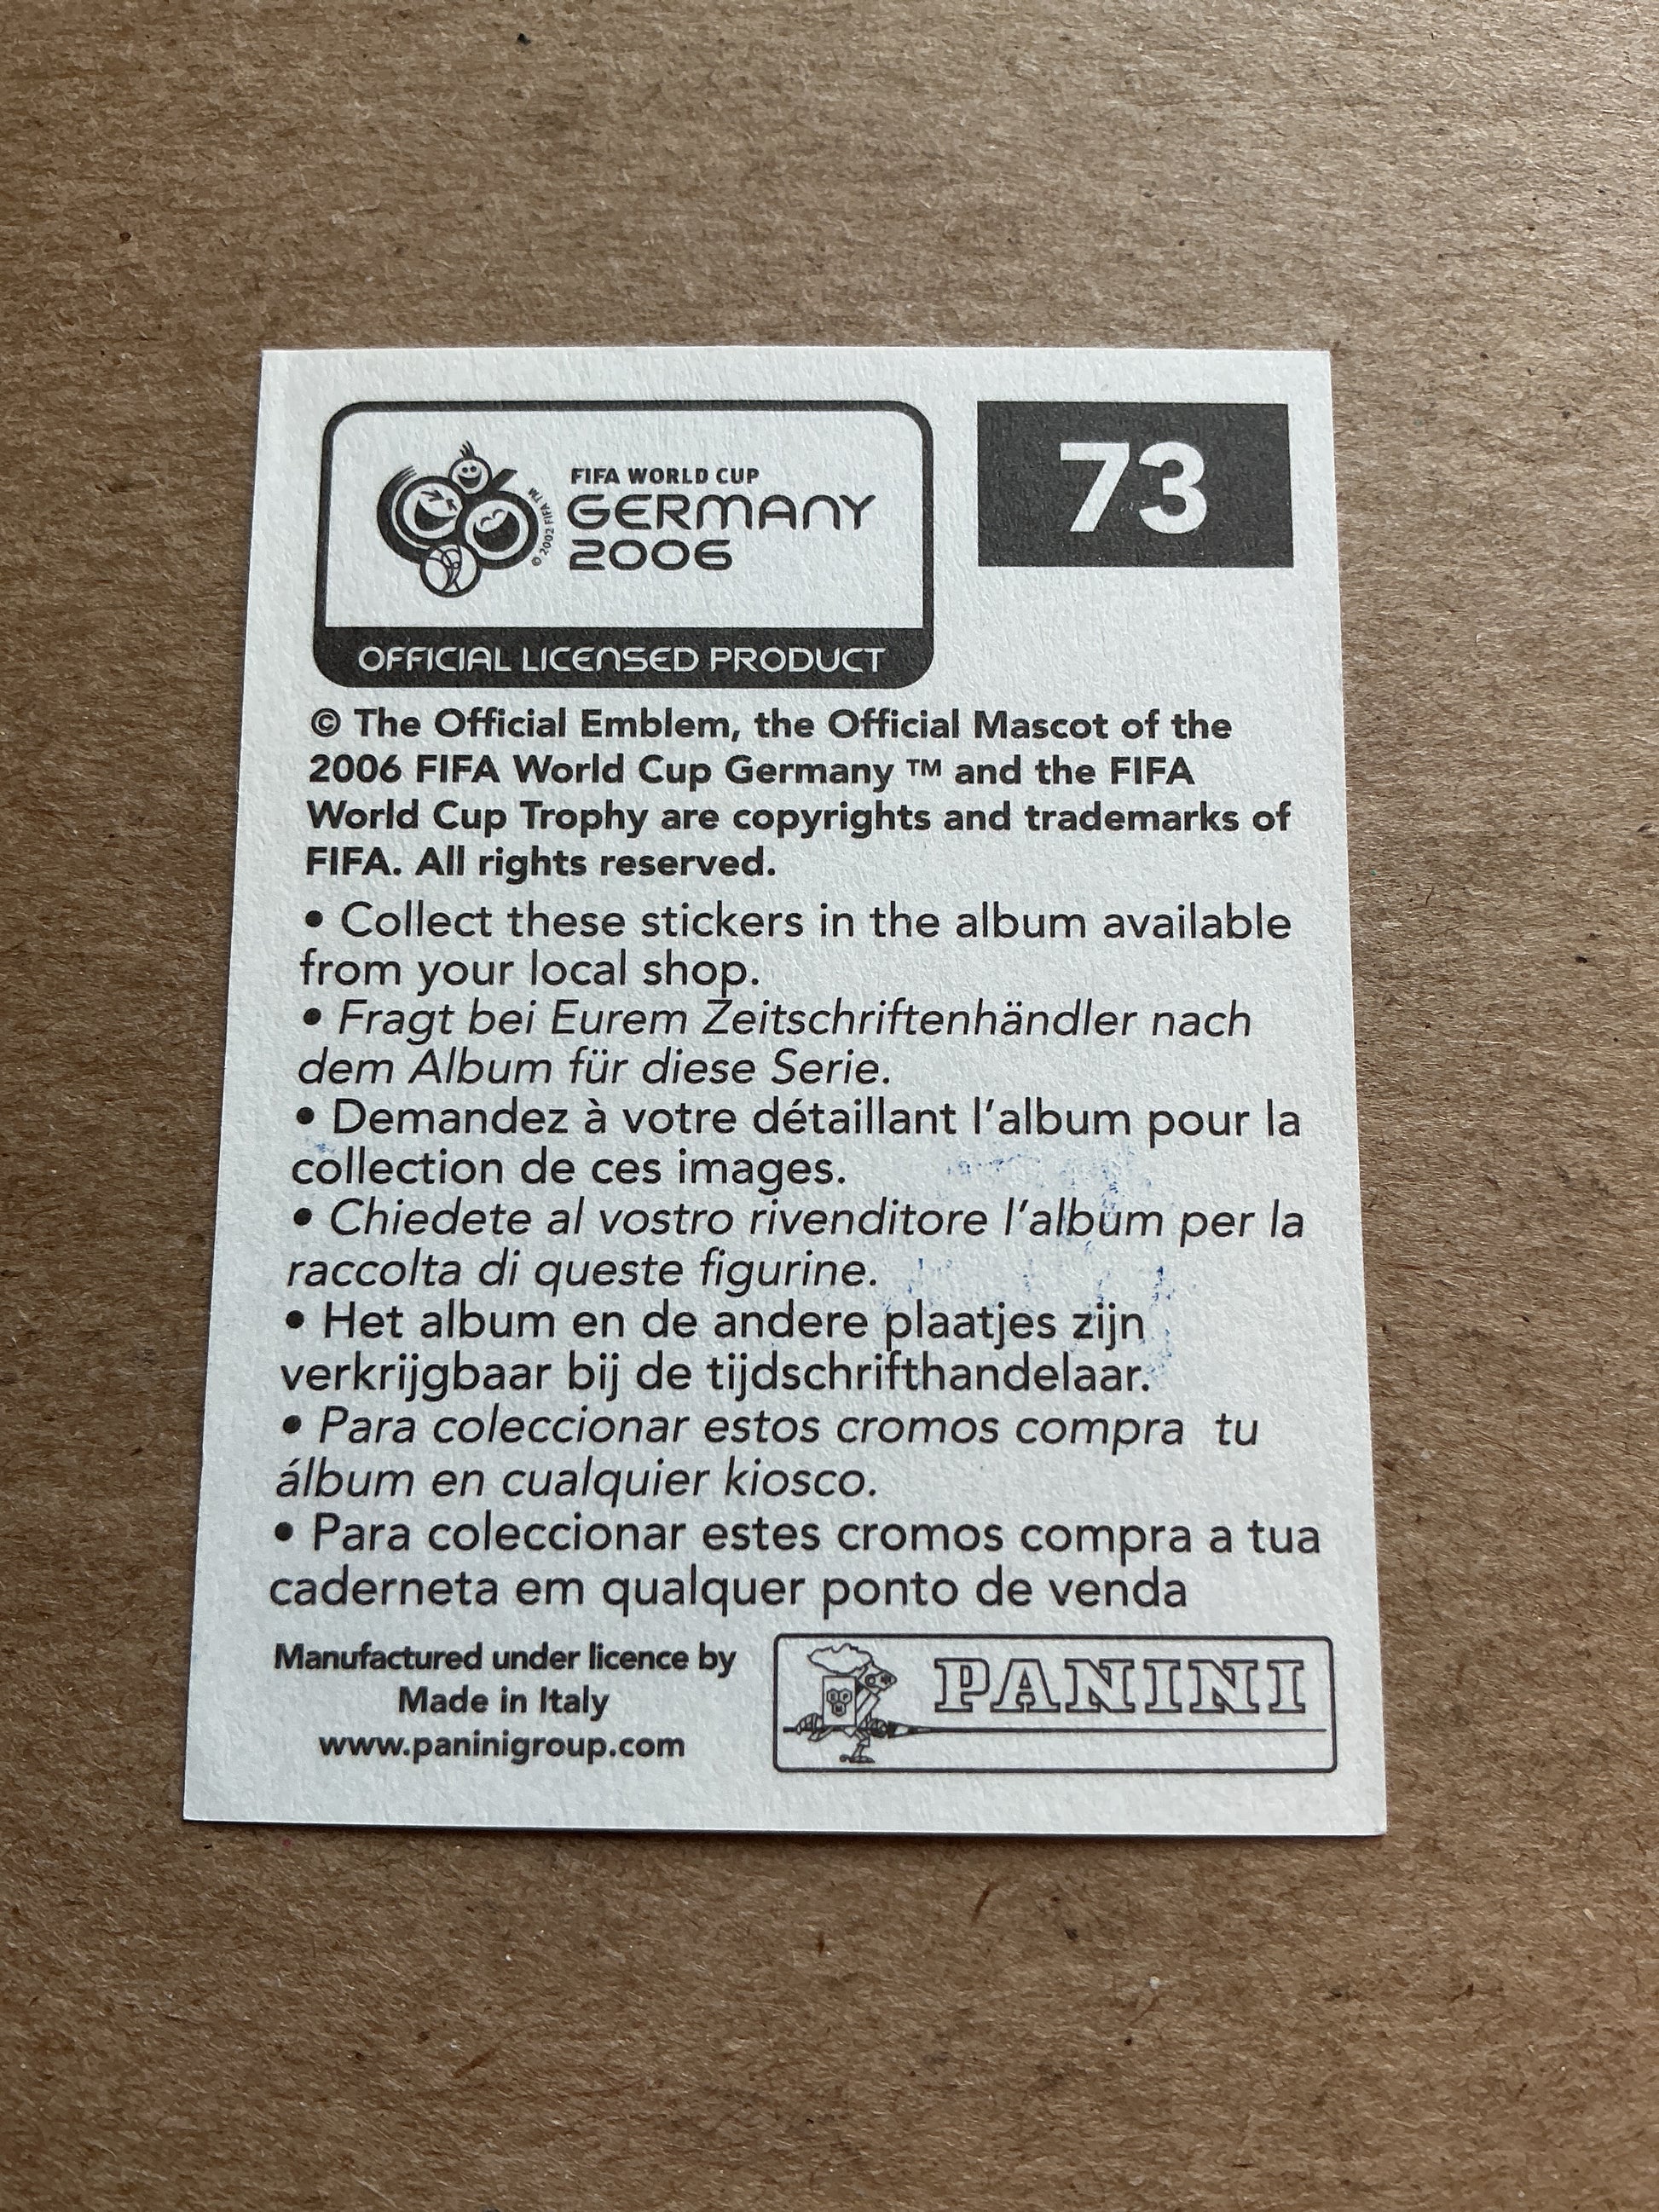 FIFA WORLD CUP
GERMANY
2006
© 2002 FIFA TM
OFFICIAL LICENSED PRODUCT
73
© The Official Emblem, the Official Mascot of the
2006 FIFA World Cup Germany ™ and the FIFA
World Cup Trophy are copyrights and trademarks of
FIFA. All rights reserved.
• Collect these stickers in the album available
from your local shop.
• Fragt bei Eurem Zeitschriftenhändler nach
dem Album für diese Serie.
• Demandez à votre détaillant l'album pour la
collection de ces images.
• Chiedete al vostro rivenditore l'album per la
raccolta di queste figurine.
• Het album en de andere plaatjes zijn
verkrijgbaar bij de tijdschrifthandelaar.
• Para coleccionar estos cromos compra  tu
álbum en cualquier kiosco.
• Para coleccionar estes cromos compra a tua
caderneta em qualquer ponto de venda
Manufactured under licence by
Made in Italy
www.paninigroup.com
PANINI